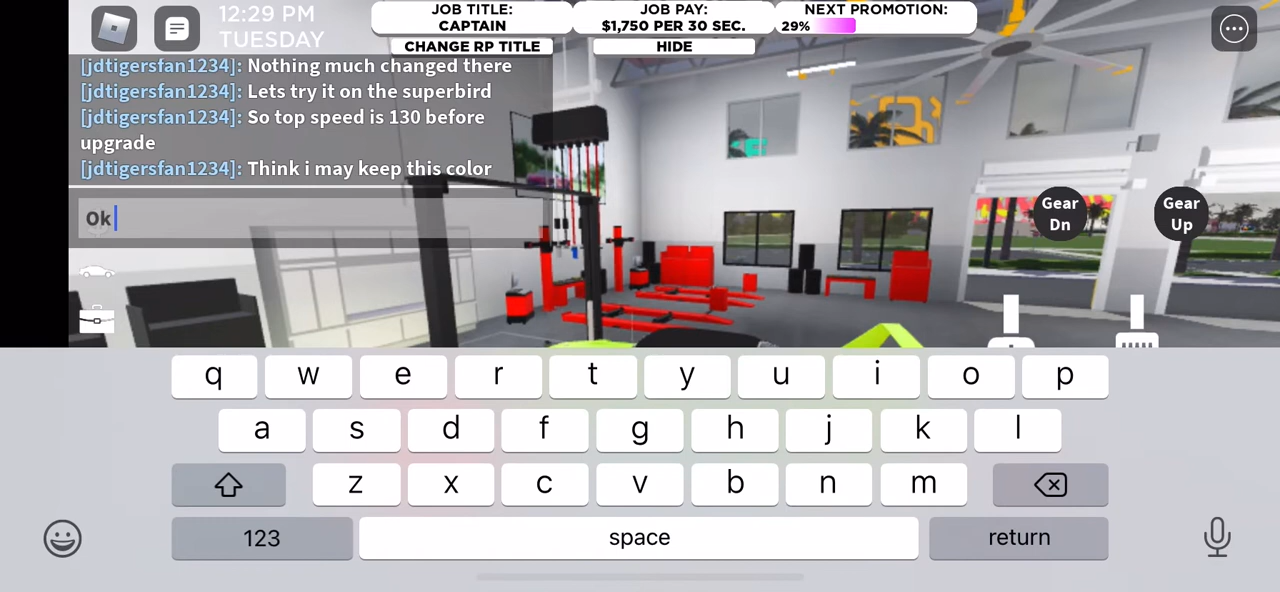 12:29 PM
TUESDAY
JOB TITLE:
CAPTAIN
JOB PAY:
$1,750 PER 30 SEC.
NEXT PROMOTION:
29%
CHANGE RP TITLE
HIDE
[jdtigersfan1234]: Nothing much changed there
[jdtigersfan1234]: Lets try it on the superbird
[jdtigersfan1234]: So top speed is 130 before
upgrade
[jdtigersfan1234]: Think i may keep this color
Ok
Gear
Dn
Gear
Up
q w e r t y u i o p
a s d f g h j k l
z x c v b n m
123
space
return